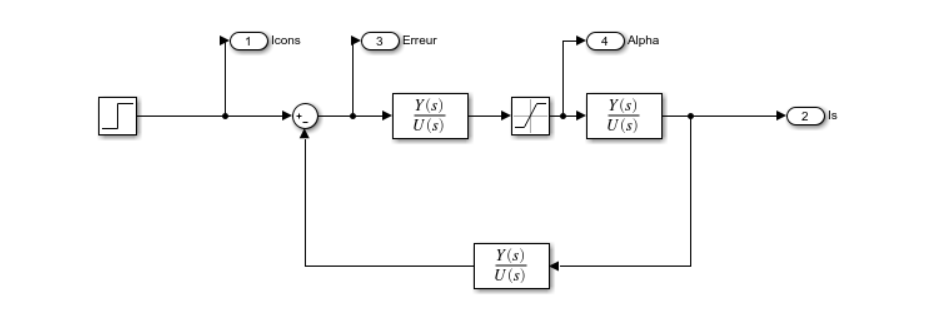 1 Icons
3 Erreur
4 Alpha
+
-
Y(s)
U(s)
Y(s)
U(s)
2 Is
Y(s)
U(s)